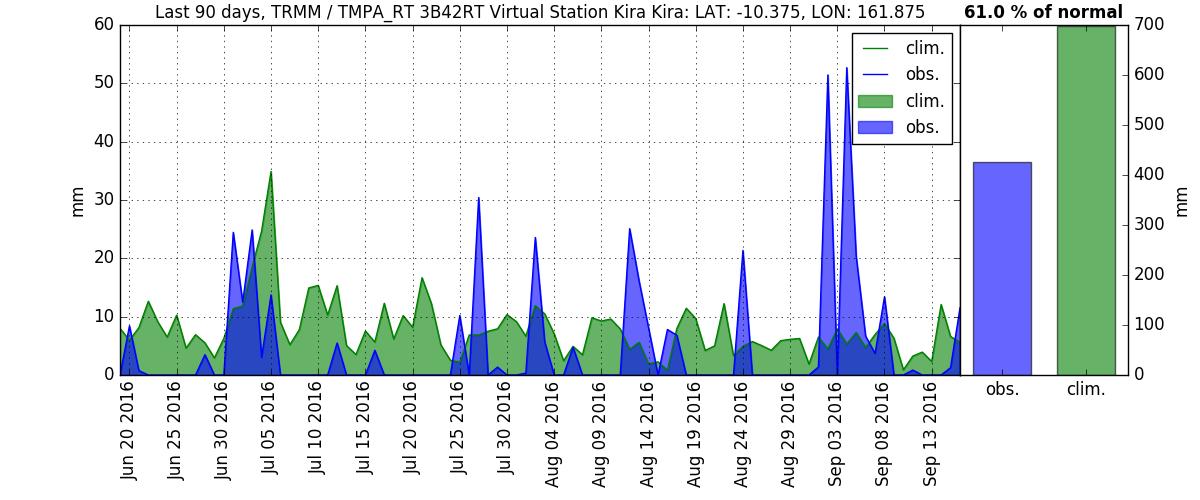 Last 90 days, TRMM / TMPA_RT 3B42RT Virtual Station Kira Kira: LAT: -10.375, LON: 161.875
61.0 % of normal
60
50
40
30
20
10
0
mm
clim.
obs.
clim.
obs.
Jun 20 2016
Jun 25 2016
Jun 30 2016
Jul 05 2016
Jul 10 2016
Jul 15 2016
Jul 20 2016
Jul 25 2016
Jul 30 2016
Aug 04 2016
Aug 09 2016
Aug 14 2016
Aug 19 2016
Aug 24 2016
Aug 29 2016
Sep 03 2016
Sep 08 2016
Sep 13 2016
700
600
500
400
300
200
100
0
mm
obs.
clim.